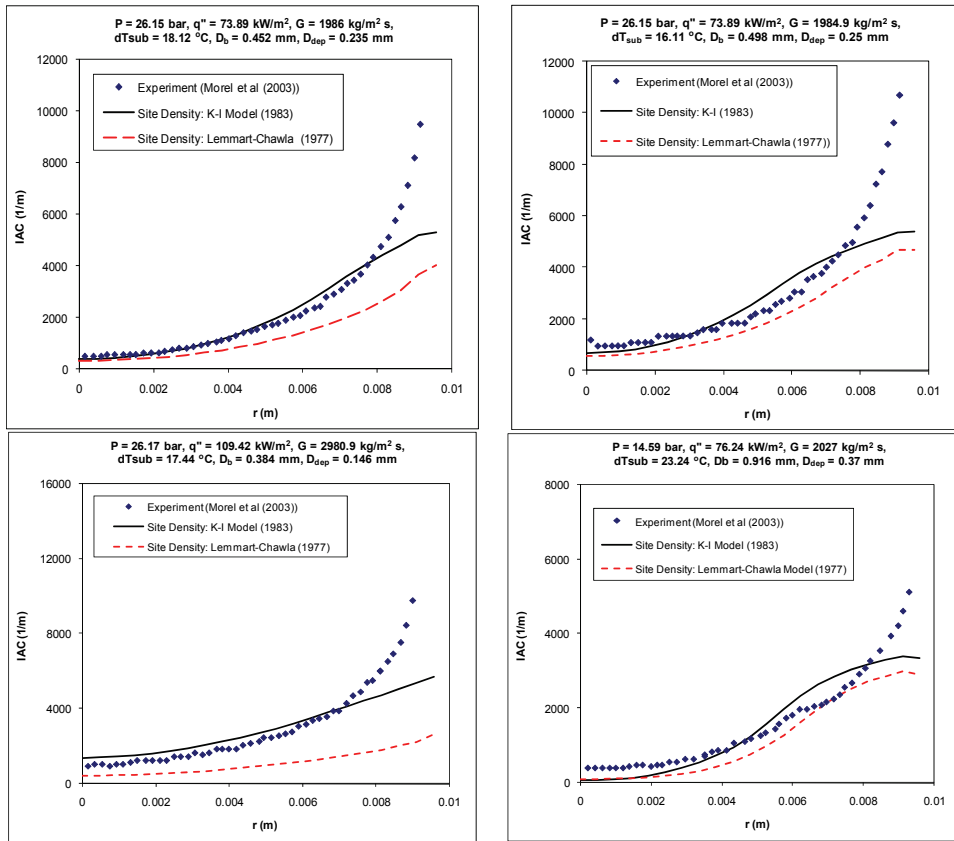 P = 26.15 bar, q" = 73.89 kW/m², G = 1986 kg/m² s,
dTsub = 18.12 °C, D_b = 0.452 mm, D_dep = 0.235 mm
12000
10000
8000
6000
4000
2000
0
IAC (1/m)
Experiment (Morel et al (2003))
Site Density: K-I Model (1983)
Site Density: Lemmart-Chawla (1977)
0 0.002 0.004 0.006 0.008 0.01
r (m)
P = 26.15 bar, q" = 73.89 kW/m², G = 1984.9 kg/m² s,
dT_sub = 16.11 °C, D_b = 0.498 mm, D_dep = 0.25 mm
12000
10000
8000
6000
4000
2000
0
IAC (1/m)
Experiment (Morel et al (2003))
Site Density: K-I (1983)
Site Density: Lemmart-Chawla (1977))
0 0.002 0.004 0.006 0.008 0.01
r (m)
P = 26.17 bar, q" = 109.42 kW/m², G = 2980.9 kg/m² s,
dTsub = 17.44 °C, D_b = 0.384 mm, D_dep = 0.146 mm
16000
12000
8000
4000
0
IAC (1/m)
Experiment (Morel et al (2003))
Site Density: K-I Model (1983)
Site Density: Lemmart-Chawla (1977)
0 0.002 0.004 0.006 0.008 0.01
r (m)
P = 14.59 bar, q" = 76.24 kW/m², G = 2027 kg/m² s,
dTsub = 23.24 °C, Db = 0.916 mm, D_dep = 0.37 mm
8000
6000
4000
2000
0
IAC (1/m)
Experiment (Morel et al (2003))
Site Density: K-I Model (1983)
Site Density: Lemmart-Chawla Model (1977)
0 0.002 0.004 0.006 0.008 0.01
r (m)